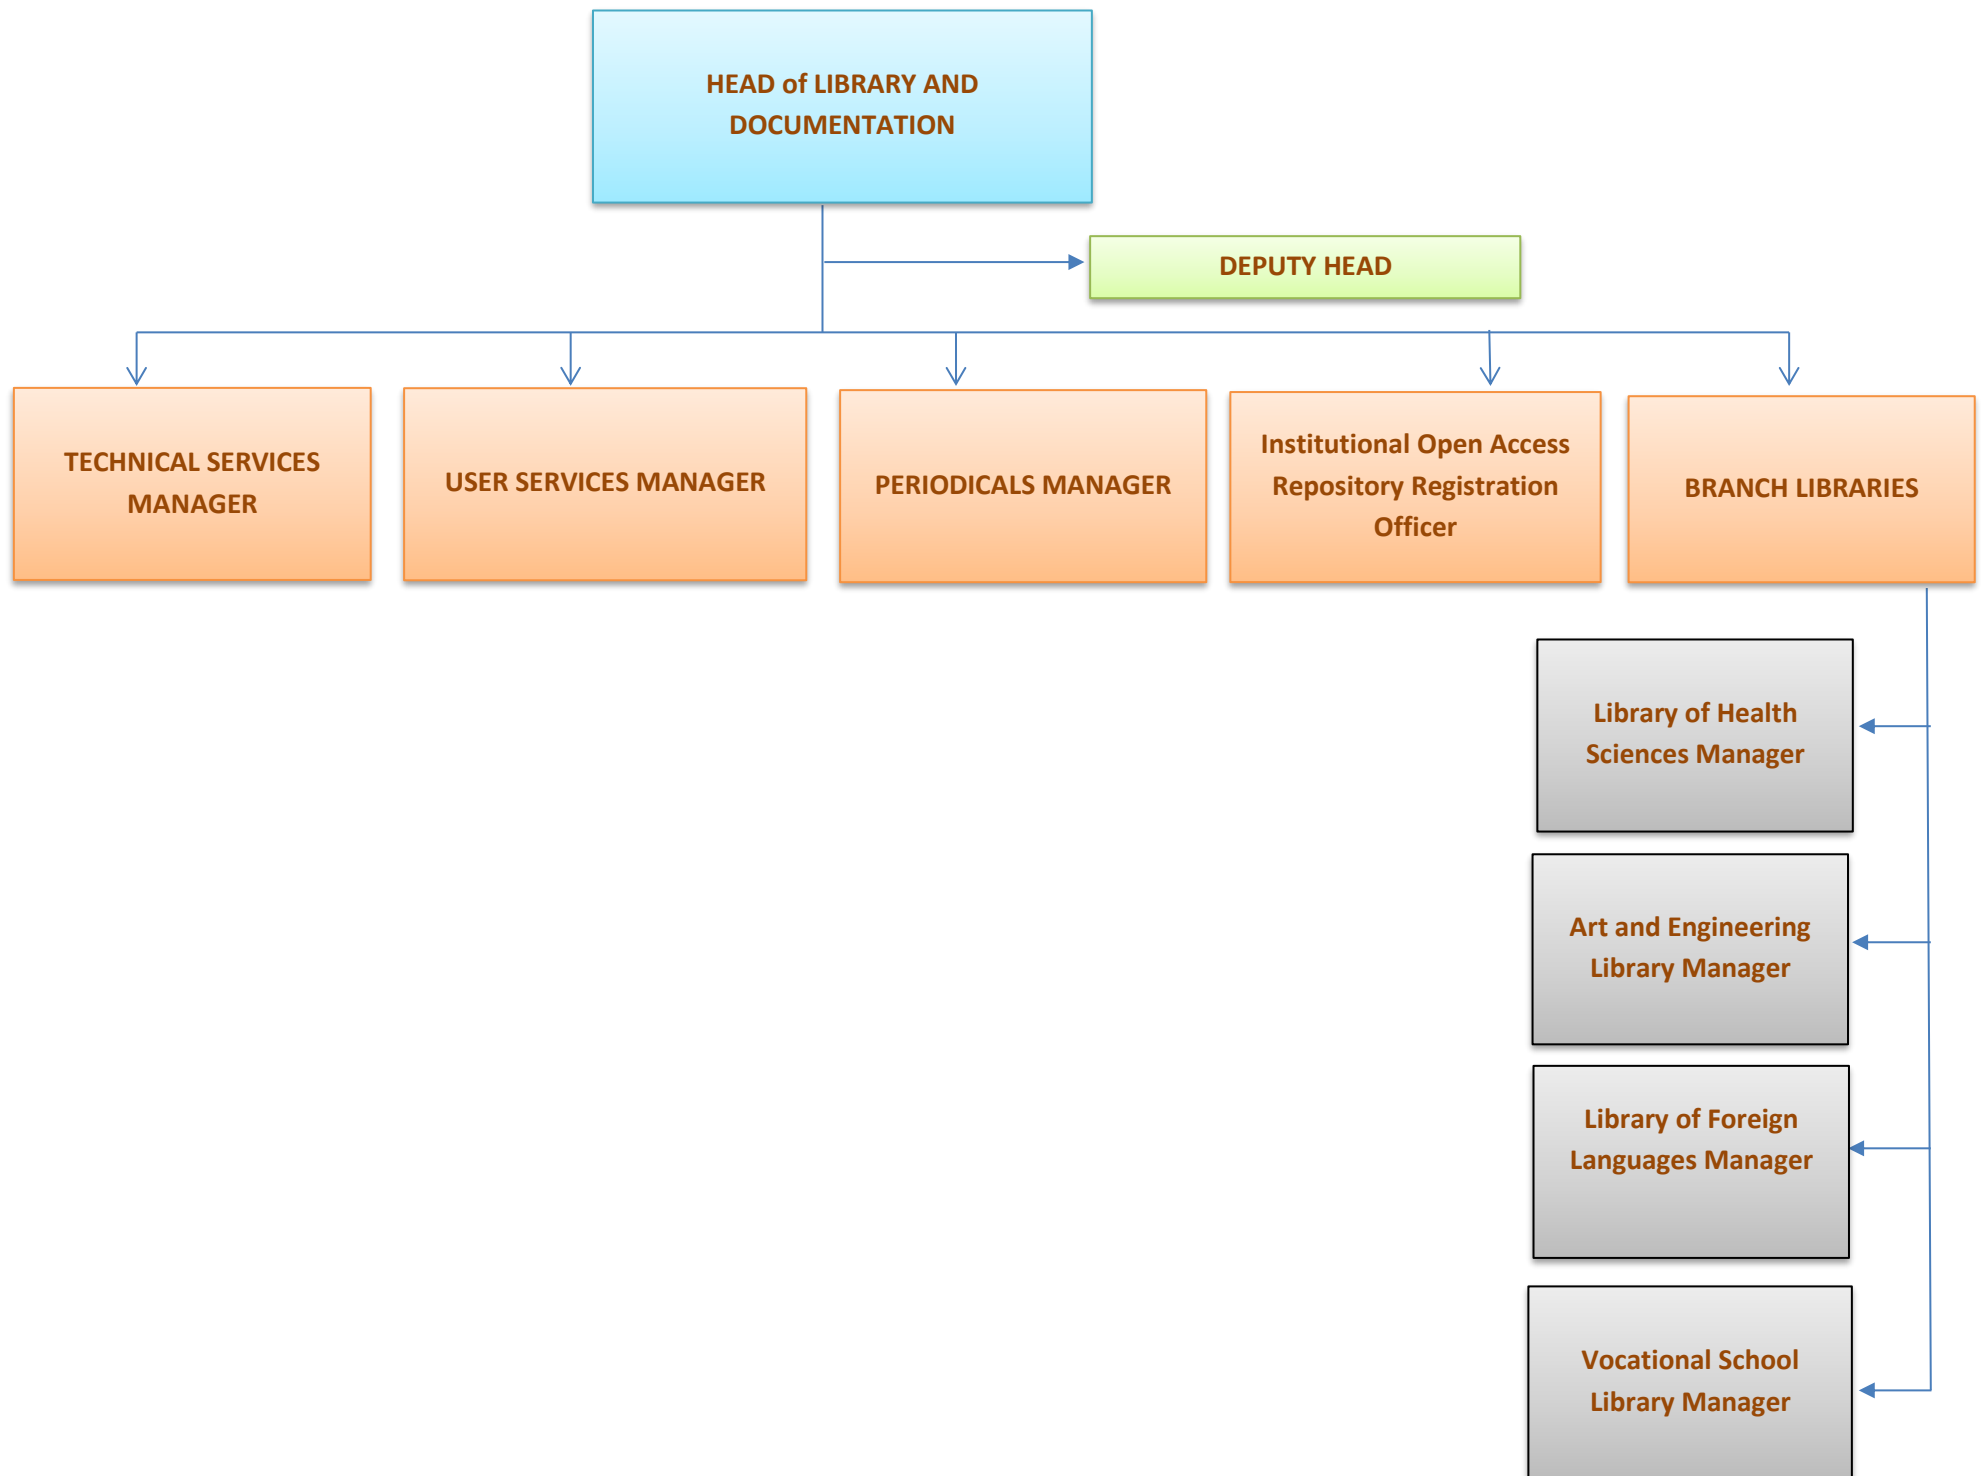 HEAD of LIBRARY AND
DOCUMENTATION
DEPUTY HEAD
TECHNICAL SERVICES
MANAGER
USER SERVICES MANAGER
PERIODICALS MANAGER
Institutional Open Access
Repository Registration
Officer
BRANCH LIBRARIES
Library of Health
Sciences Manager
Art and Engineering
Library Manager
Library of Foreign
Languages Manager
Vocational School
Library Manager